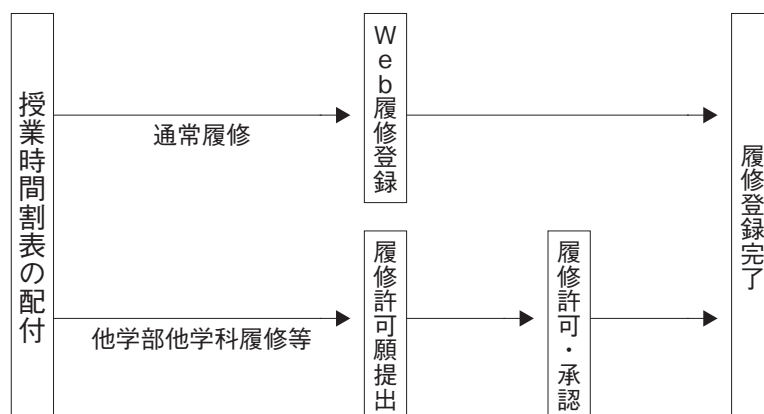 授業時間割表の配付
通常履修
Web履修登録
他学部他学科履修等
履修許可願提出
履修許可・承認
履修登録完了